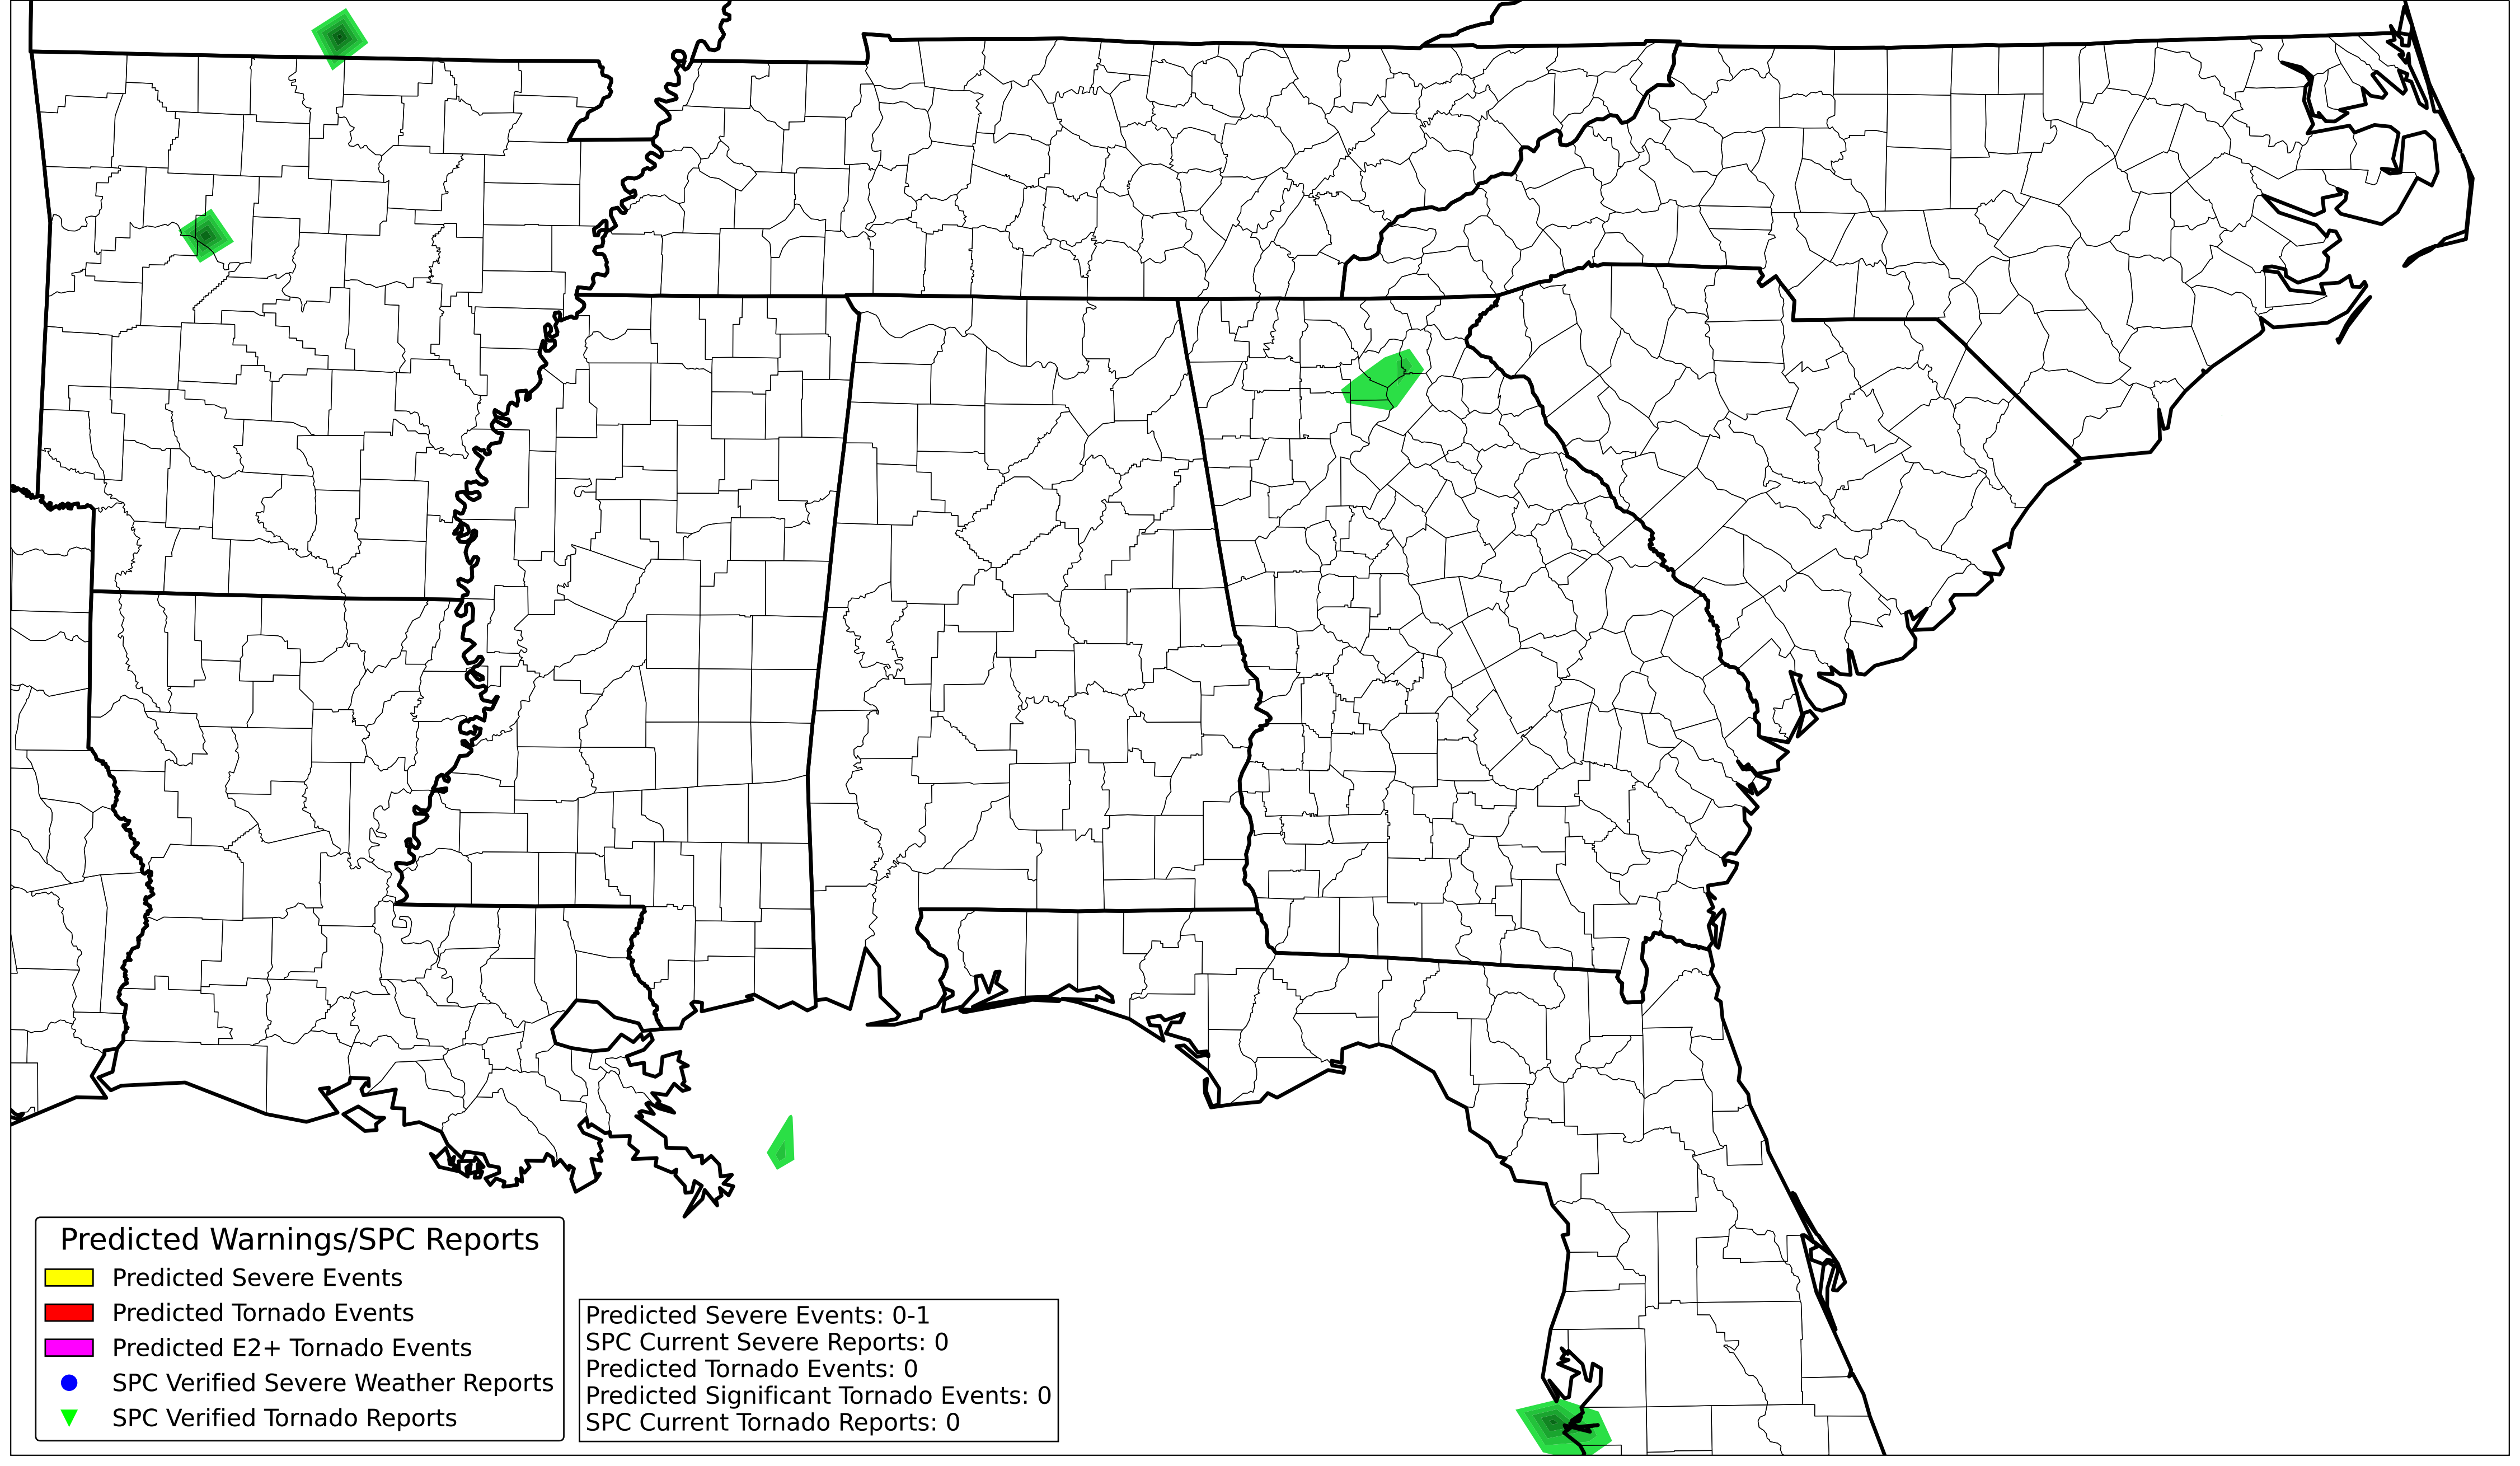 Predicted Warnings/SPC Reports
Predicted Severe Events
Predicted Tornado Events
Predicted E2+ Tornado Events
SPC Verified Severe Weather Reports
SPC Verified Tornado Reports
Predicted Severe Events: 0-1
SPC Current Severe Reports: 0
Predicted Tornado Events: 0
Predicted Significant Tornado Events: 0
SPC Current Tornado Reports: 0